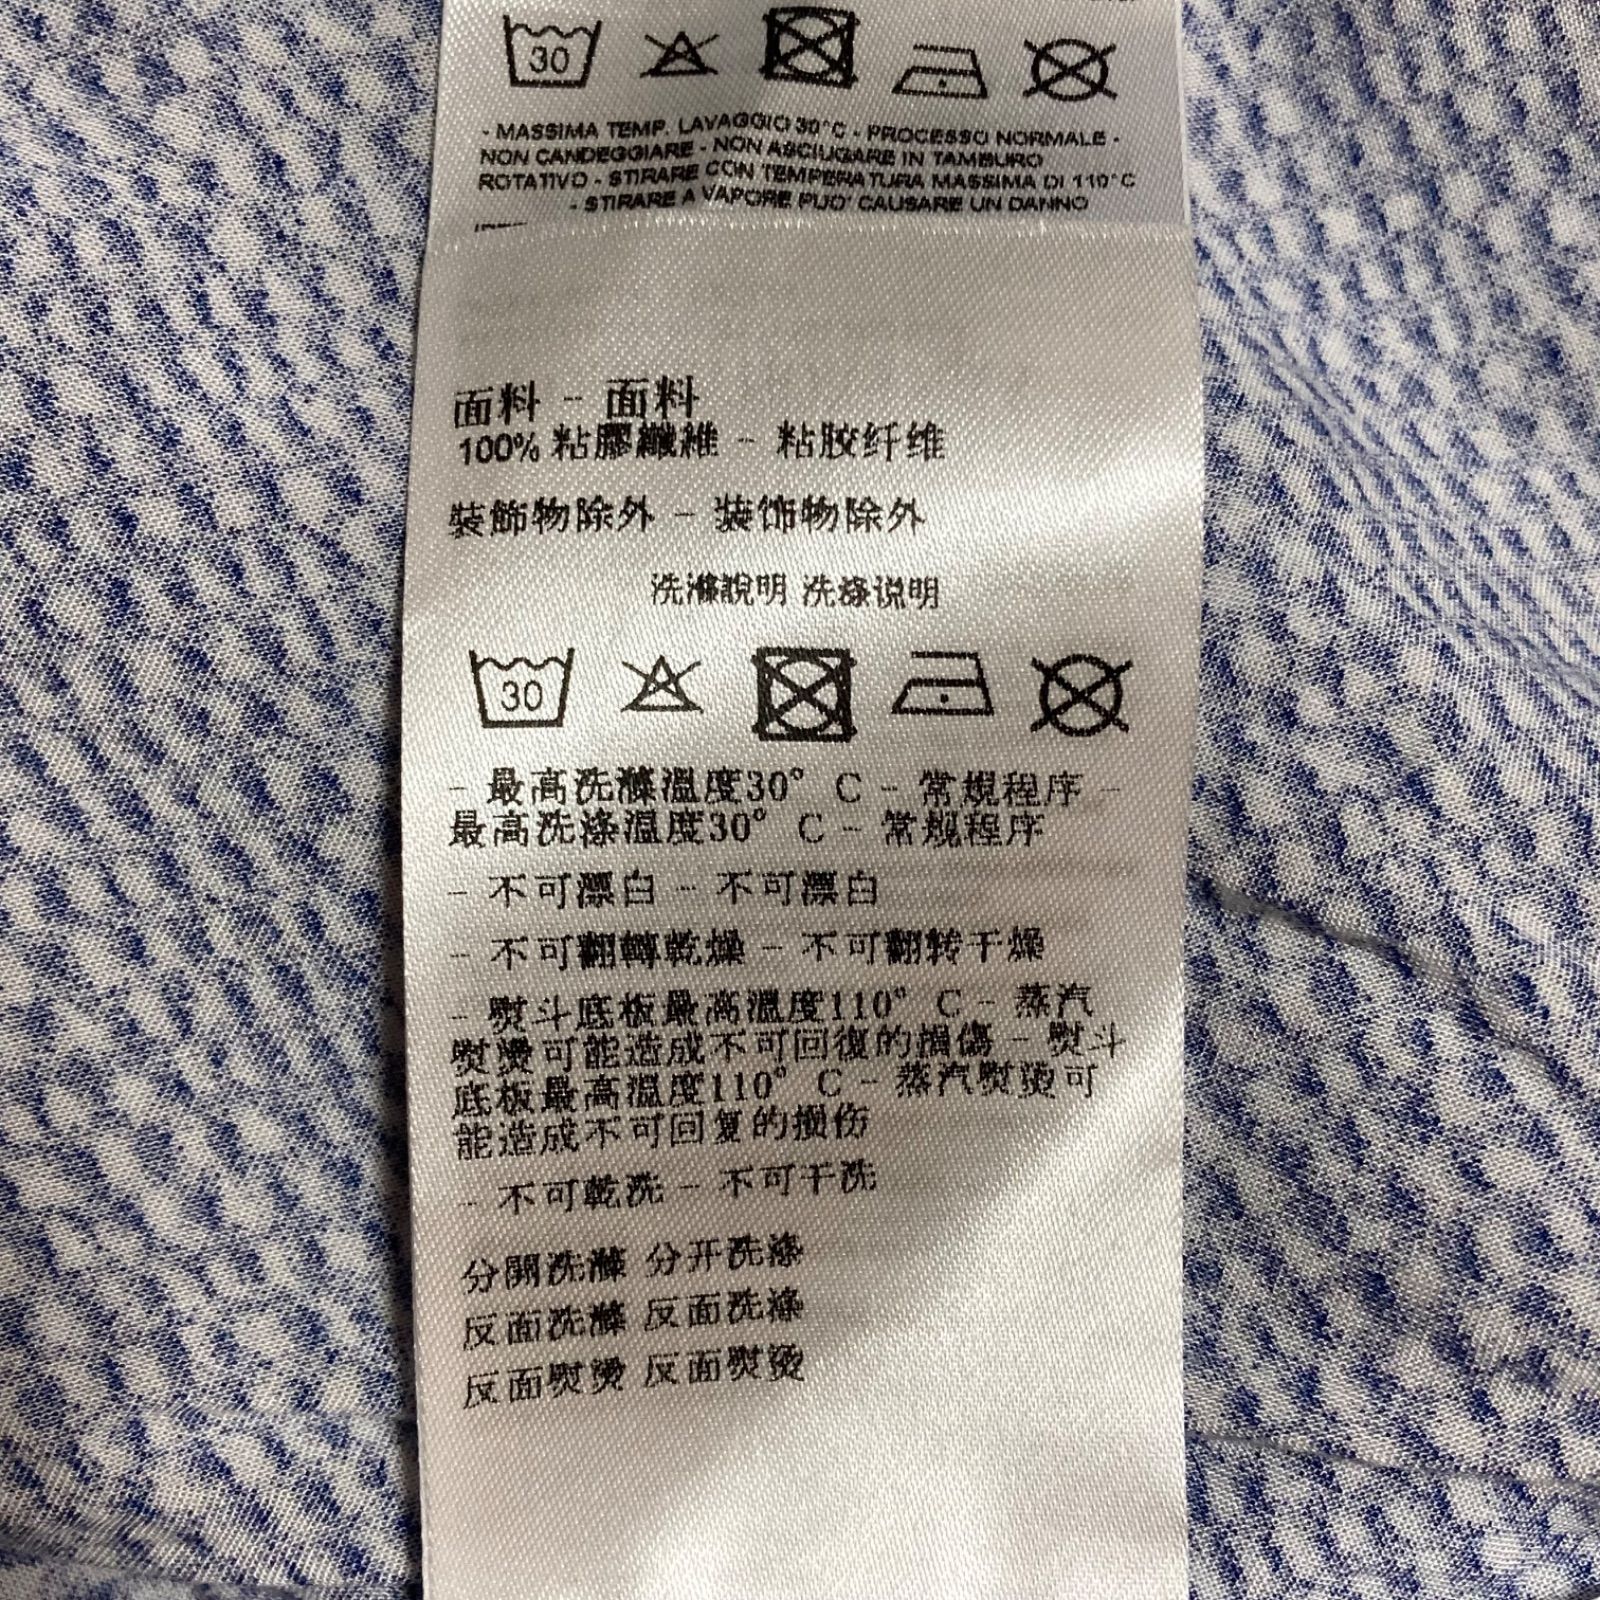 30
- MASSIMA TEMP. LAVAGGIO 30°C - PROCESSO NORMALE -
NON CANDEGGIARE - NON ASCIUGARE IN TAMBURO
ROTATIVO - STIRARE CON TEMPERATURA MASSIMA DI 110°C
- STIRARE A VAPORE PUO' CAUSARE UN DANNO
面料 - 面料
100% 粘膠纖維 - 粘胶纤维
裝飾物除外 - 装饰物除外
洗滌說明 洗涤说明
30
- 最高洗滌溫度30° C - 常規程序 -
最高洗涤温度30° C - 常规程序
- 不可漂白 - 不可漂白
- 不可翻轉乾燥 - 不可翻转干燥
- 熨斗底板最高溫度110° C - 蒸汽
熨燙可能造成不可回復的損傷 - 熨斗
底板最高温度110° C - 蒸汽熨烫可
能造成不可回复的损伤
- 不可乾洗 - 不可干洗
分開洗滌 分开洗涤
反面洗滌 反面洗涤
反面熨燙 反面熨烫